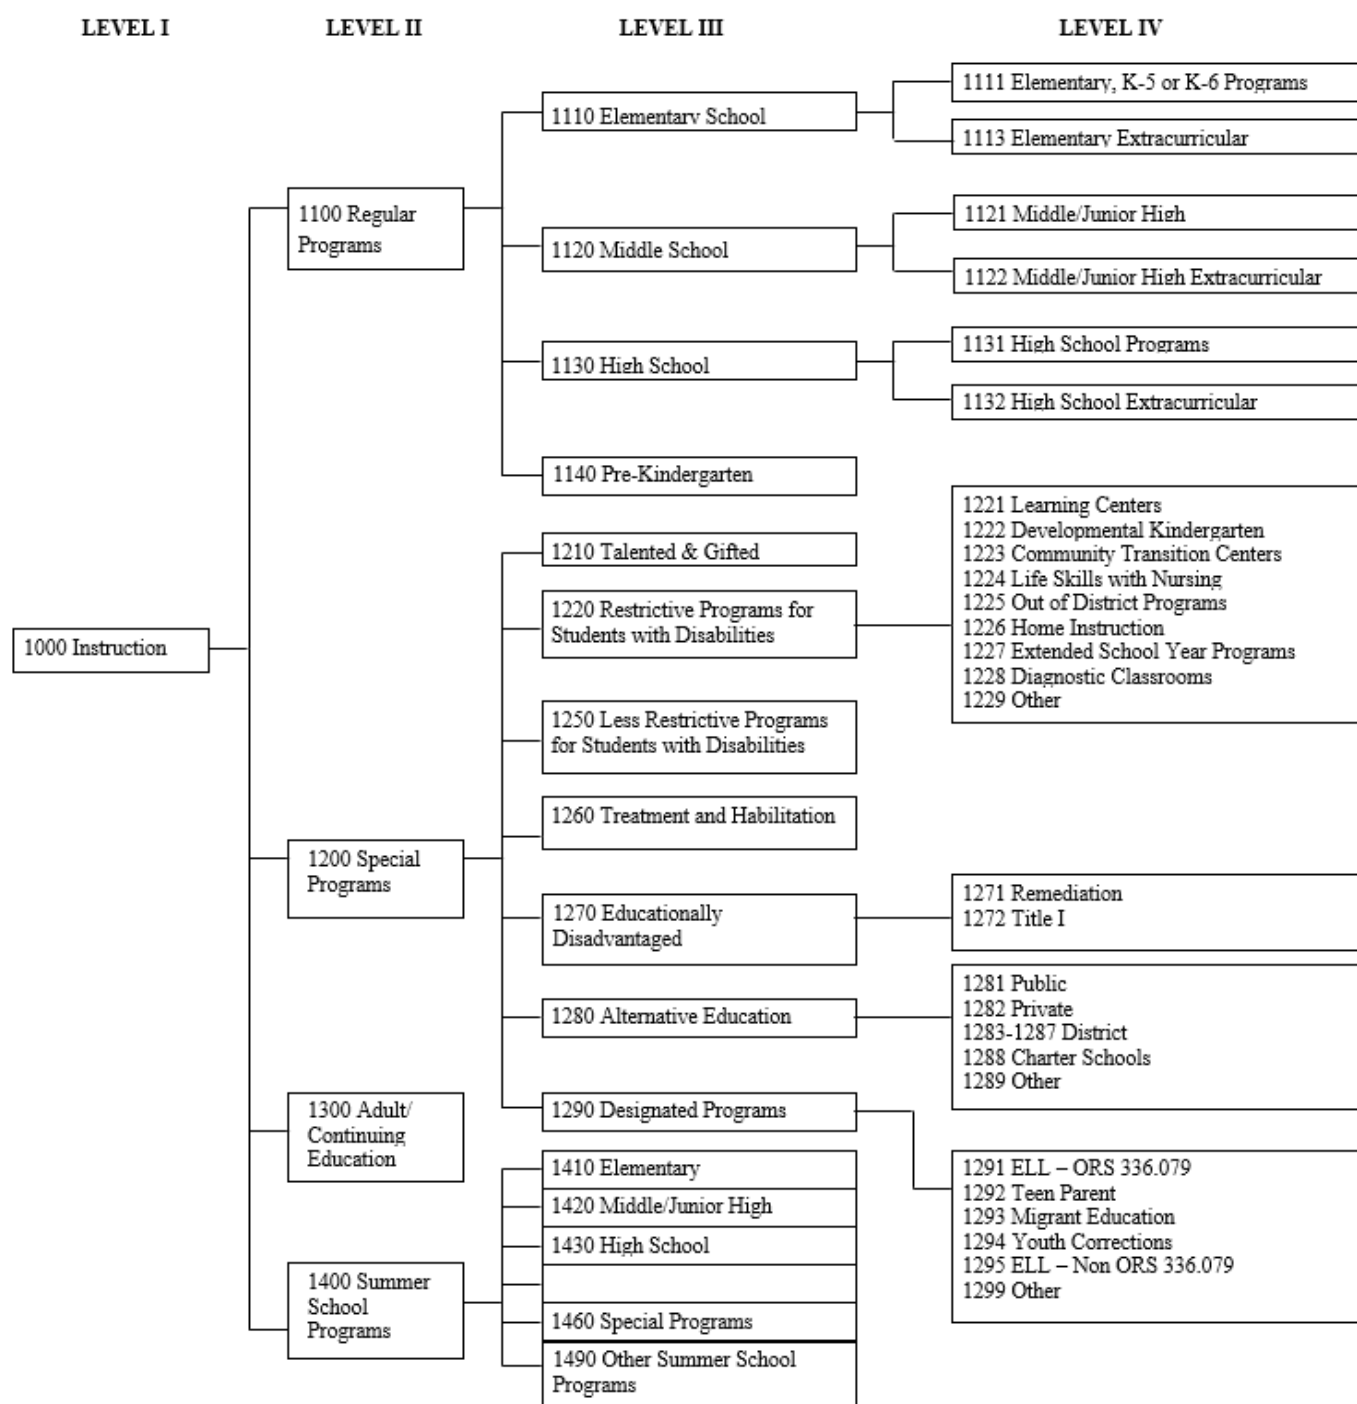 LEVEL I
LEVEL II
LEVEL III
LEVEL IV
1000 Instruction
1100 Regular
Programs
1110 Elementary School
1111 Elementary, K-5 or K-6 Programs
1113 Elementary Extracurricular
1120 Middle School
1121 Middle/Junior High
1122 Middle/Junior High Extracurricular
1130 High School
1131 High School Programs
1132 High School Extracurricular
1140 Pre-Kindergarten
1200 Special
Programs
1210 Talented & Gifted
1220 Restrictive Programs for
Students with Disabilities
1221 Learning Centers
1222 Developmental Kindergarten
1223 Community Transition Centers
1224 Life Skills with Nursing
1225 Out of District Programs
1226 Home Instruction
1227 Extended School Year Programs
1228 Diagnostic Classrooms
1229 Other
1250 Less Restrictive Programs
for Students with Disabilities
1260 Treatment and Habilitation
1270 Educationally
Disadvantaged
1271 Remediation
1272 Title I
1280 Alternative Education
1281 Public
1282 Private
1283-1287 District
1288 Charter Schools
1289 Other
1290 Designated Programs
1291 ELL – ORS 336.079
1292 Teen Parent
1293 Migrant Education
1294 Youth Corrections
1295 ELL – Non ORS 336.079
1299 Other
1300 Adult/
Continuing
Education
1400 Summer
School
Programs
1410 Elementary
1420 Middle/Junior High
1430 High School
1460 Special Programs
1490 Other Summer School
Programs